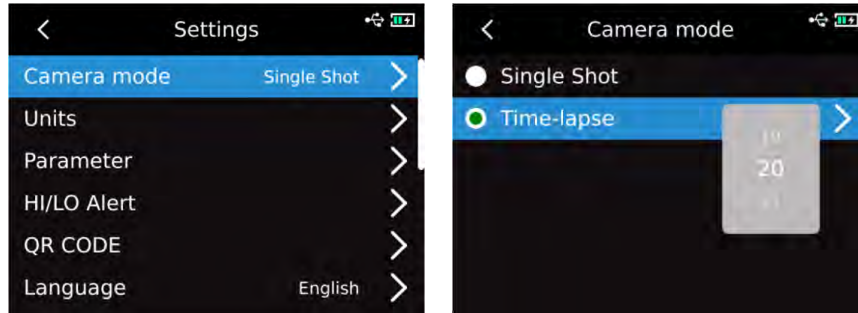 Settings
Camera mode Single Shot
Units
Parameter
HI/LO Alert
QR CODE
Language English
Camera mode
Single Shot
Time-lapse
20